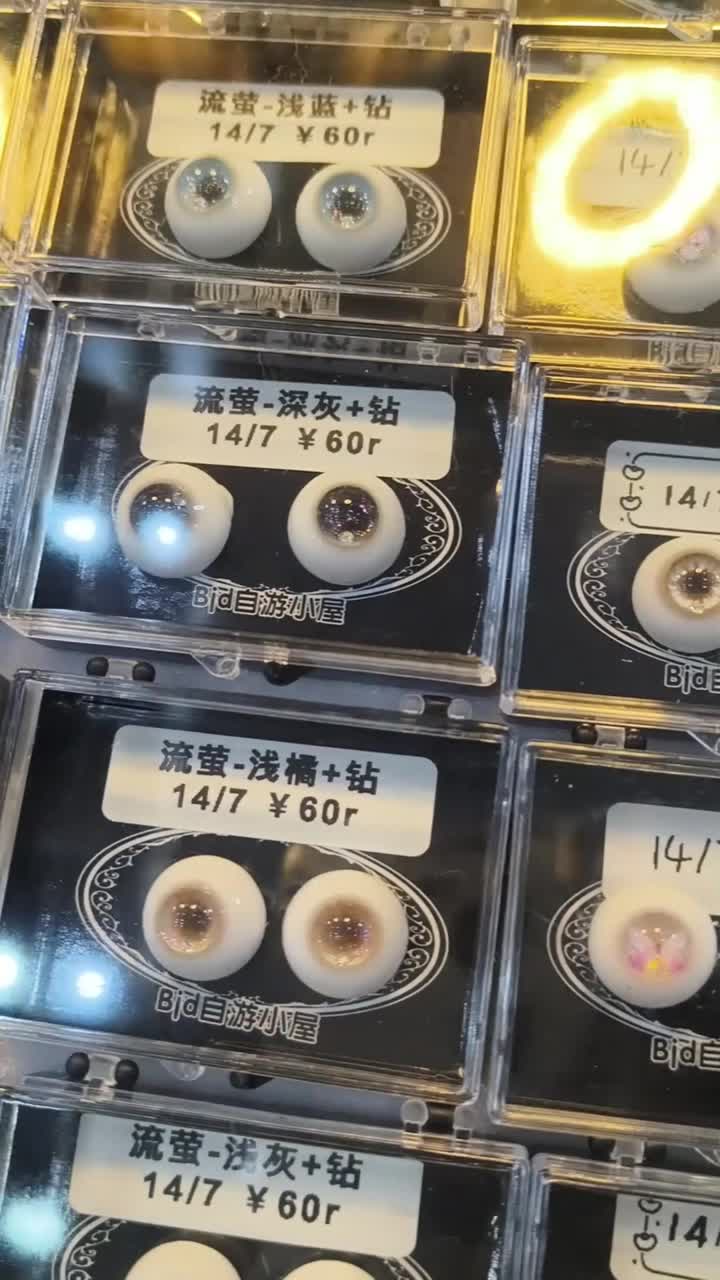 流萤-浅蓝+钻
14/7 ¥60r
14/
流萤-深灰+钻
14/7 ¥60r
Bjd自游小屋
14/
Bjd自
流萤-浅橘+钻
14/7 ¥60r
Bjd自游小屋
14/
Bjd自
流萤-浅灰+钻
14/7 ¥60r
14/